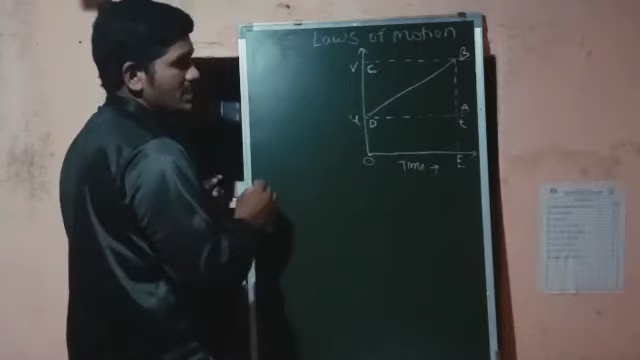 Laws of motion
B
V C
A
u D t
O Time → E